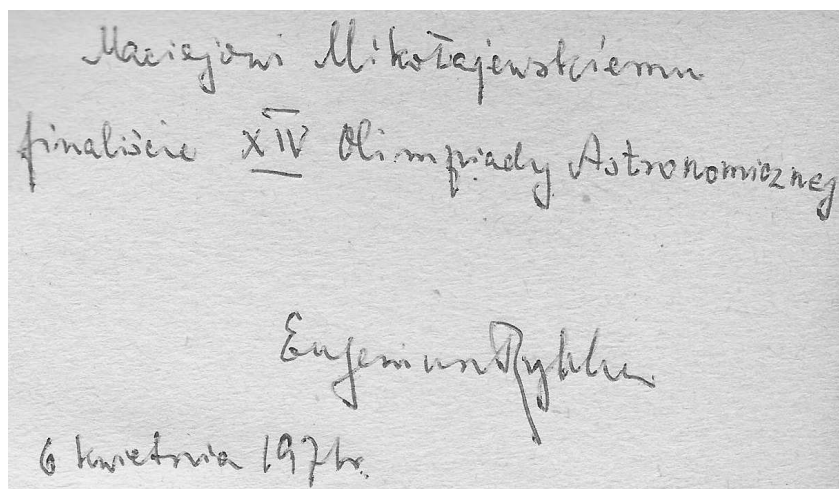 Maciejowi Mikołajewskiemu
finaliście XIV Olimpiady Astronomicznej
Eugeniusz Rybka
6 kwietnia 1971r.